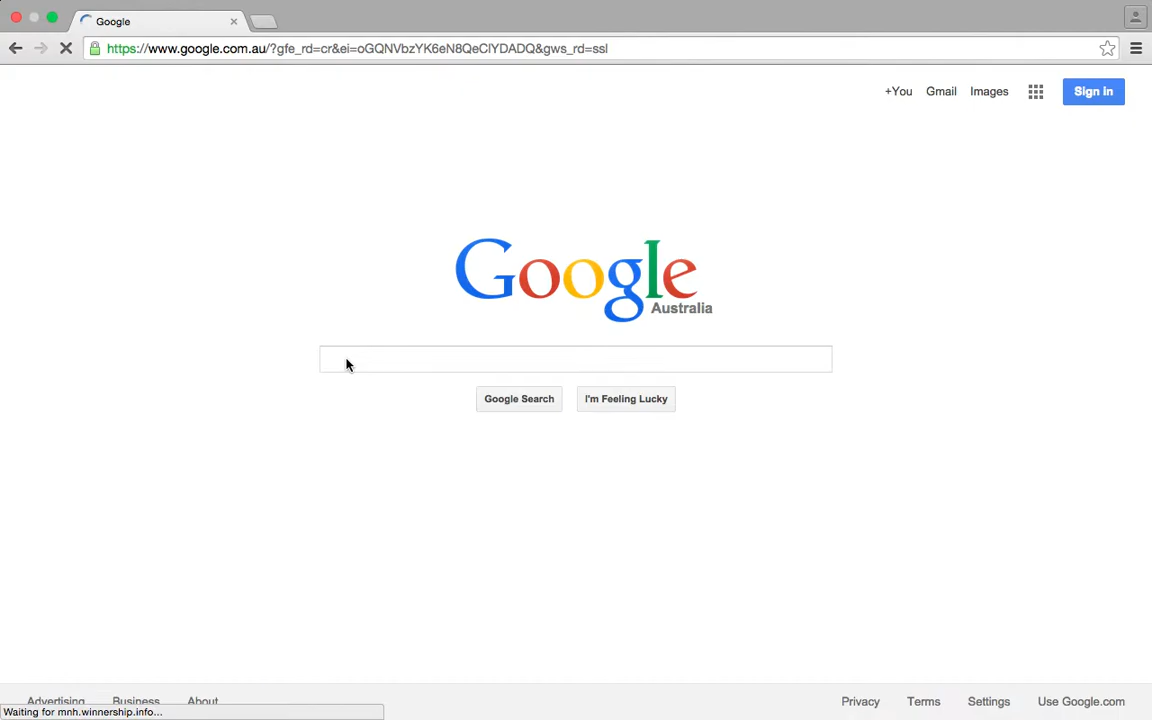 Google
https://www.google.com.au/?gfe_rd=cr&ei=oGQNVbzYK6eN8QeClYDADQ&gws_rd=ssl
+You Gmail Images Sign in
Google
Australia
Google Search I'm Feeling Lucky
Advertising Business About Privacy Terms Settings Use Google.com
Waiting for mnh.winnership.info...